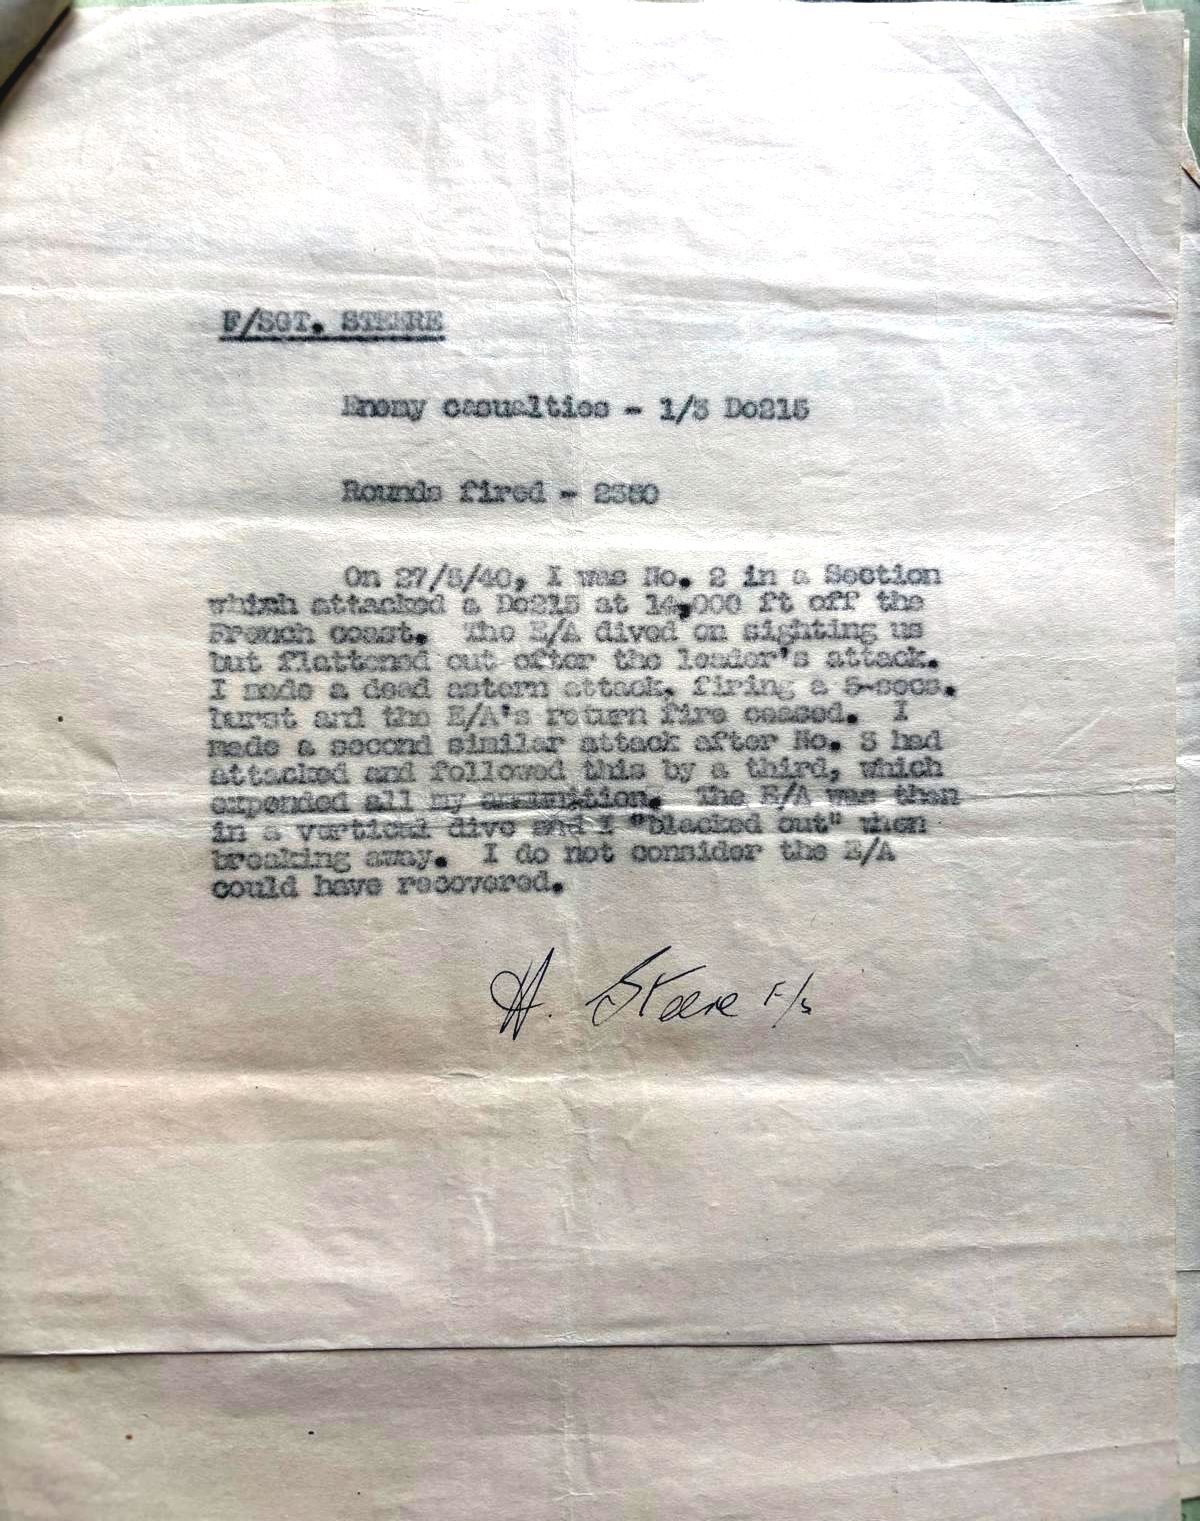 F/SGT. STEERE
Enemy casualties - 1/3 Do215
Rounds fired - 2350
On 27/5/40, I was No. 2 in a Section
which attacked a Do215 at 14,000 ft off the
French coast. The E/A dived on sighting us
but flattened out after the leader's attack.
I made a dead astern attack, firing a 5-secs.
burst and the E/A's return fire ceased. I
made a second similar attack after No. 3 had
attacked and followed this by a third, which
expended all my ammunition. The E/A was then
in a vertical dive and I "blacked out" when
breaking away. I do not consider the E/A
could have recovered.
H. Steere F/s